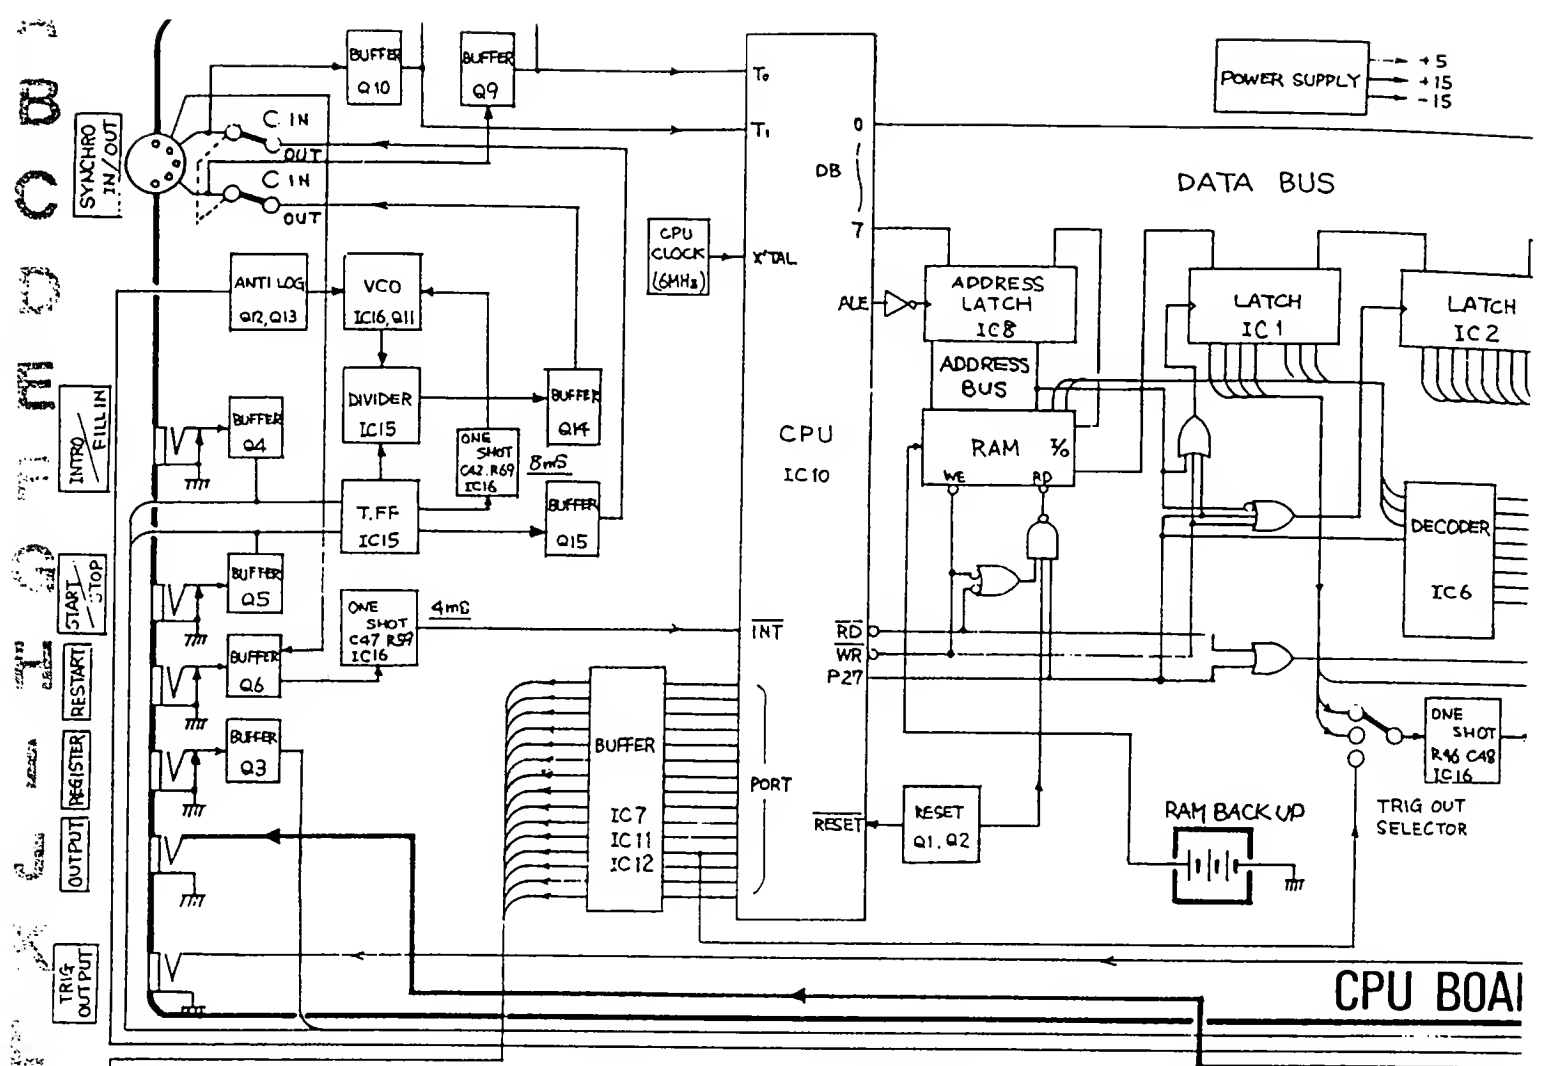 BUFFER
Q10
BUFFER
Q9
T₀
T₁
POWER SUPPLY
+5
+15
-15
SYNCHRO
IN/OUT
C IN
OUT
C IN
OUT
0
DB
7
DATA BUS
CPU
CLOCK
(6MHz)
X'TAL
ANTI LOG
Q12, Q13
VCO
IC16, Q11
ALE
ADDRESS
LATCH
IC8
ADDRESS
BUS
LATCH
IC1
LATCH
IC2
INTRO/
FILL IN
BUFFER
Q4
DIVIDER
IC15
BUFFER
Q14
ONE
SHOT
C42. R69
IC16
8mS
CPU
IC10
RAM
I/O
WE
RD
T.FF
IC15
BUFFER
Q15
DECODER
IC6
START/
STOP
BUFFER
Q5
ONE
SHOT
C47 R59
IC16
4mS
INT
RD
WR
P27
RESTART
BUFFER
Q6
REGISTER
BUFFER
Q3
BUFFER
IC7
IC11
IC12
PORT
RESET
RESET
Q1, Q2
ONE
SHOT
R46 C48
IC16
TRIG OUT
SELECTOR
RAM BACK UP
OUTPUT
TRIG
OUTPUT
CPU BOA